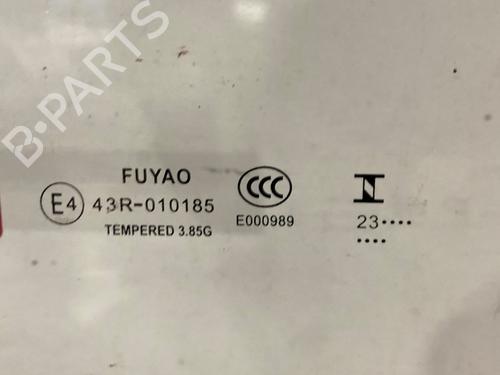 B-PARTS
FUYAO
E4 43R-010185
TEMPERED 3.85G
CCC
E000989
23....
....